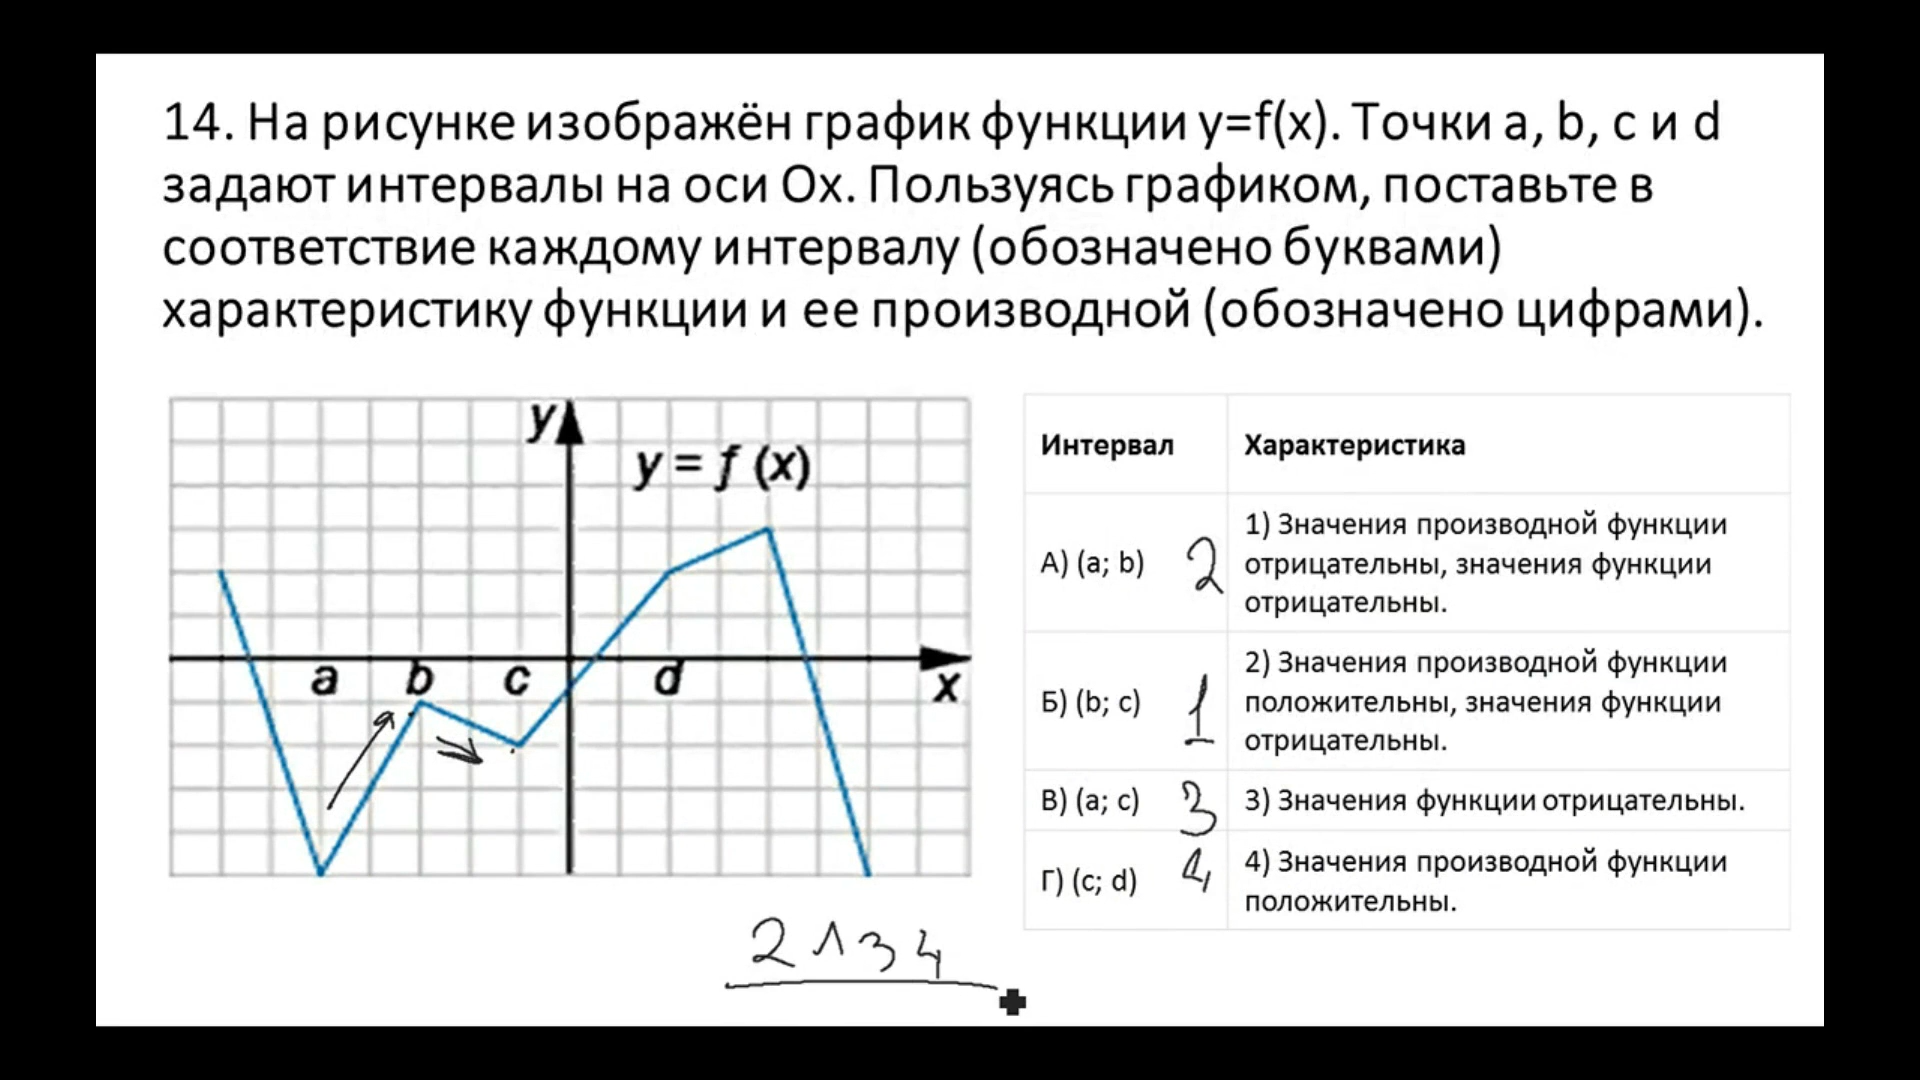 14. На рисунке изображён график функции y=f(x). Точки a, b, c и d
задают интервалы на оси Ox. Пользуясь графиком, поставьте в
соответствие каждому интервалу (обозначено буквами)
характеристику функции и ее производной (обозначено цифрами).
y
y = f (x)
a b c d
x
Интервал Характеристика
А) (a; b) 2 1) Значения производной функции
отрицательны, значения функции
отрицательны.
Б) (b; c) 1 2) Значения производной функции
положительны, значения функции
отрицательны.
В) (a; c) 3 3) Значения функции отрицательны.
Г) (c; d) 4 4) Значения производной функции
положительны.
2134